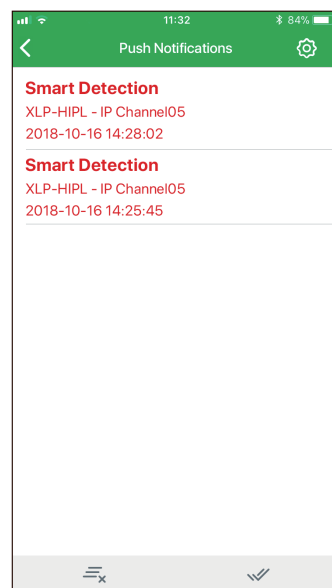 11:32
84%
Push Notifications
Smart Detection
XLP-HIPL - IP Channel05
2018-10-16 14:28:02
Smart Detection
XLP-HIPL - IP Channel05
2018-10-16 14:25:45